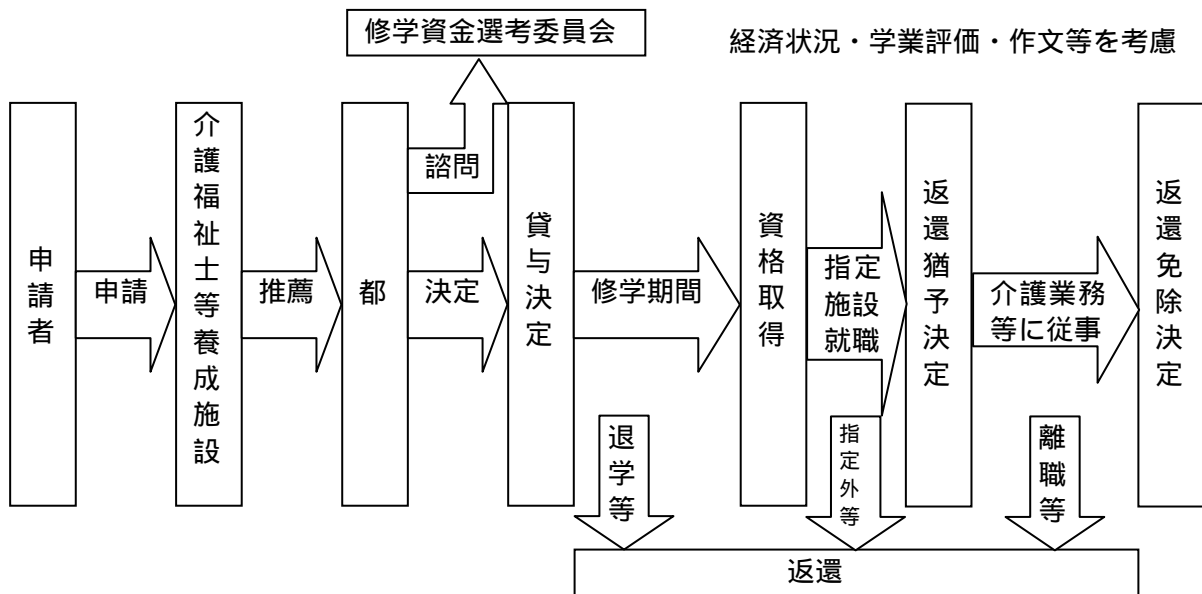 修学資金選考委員会
経済状況・学業評価・作文等を考慮
申請者
申請
介護福祉士等養成施設
推薦
都
諮問
決定
貸与決定
修学期間
資格取得
指定
施設
就職
返還猶予決定
介護業務
等に従事
返還免除決定
退学等
指定外等
離職等
返還